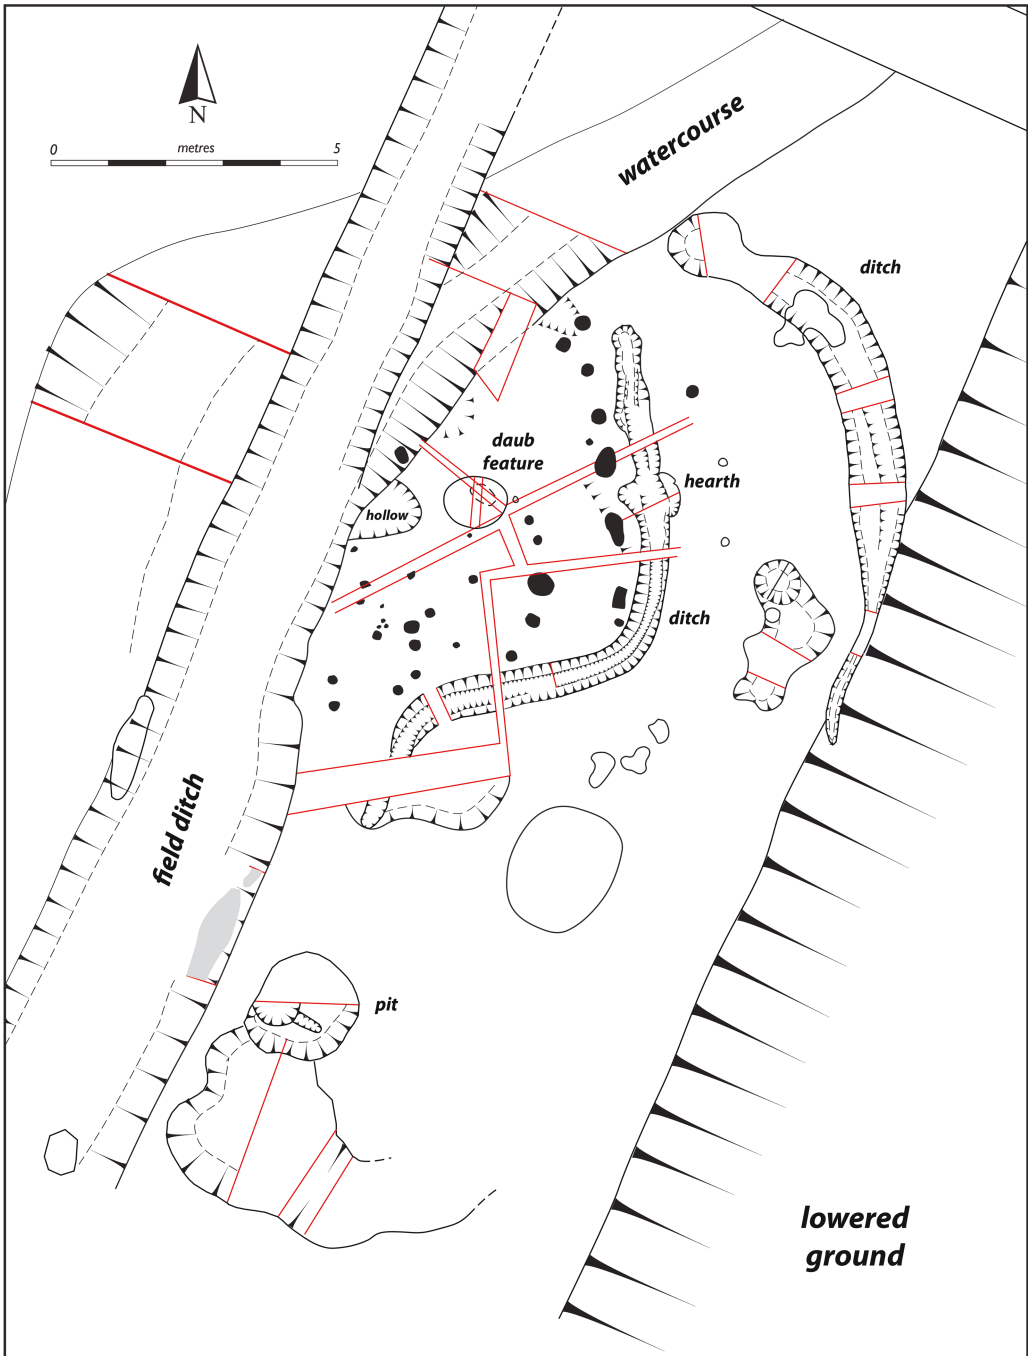 N
0 metres 5
watercourse
ditch
daub
feature
hearth
hollow
ditch
field ditch
pit
lowered
ground